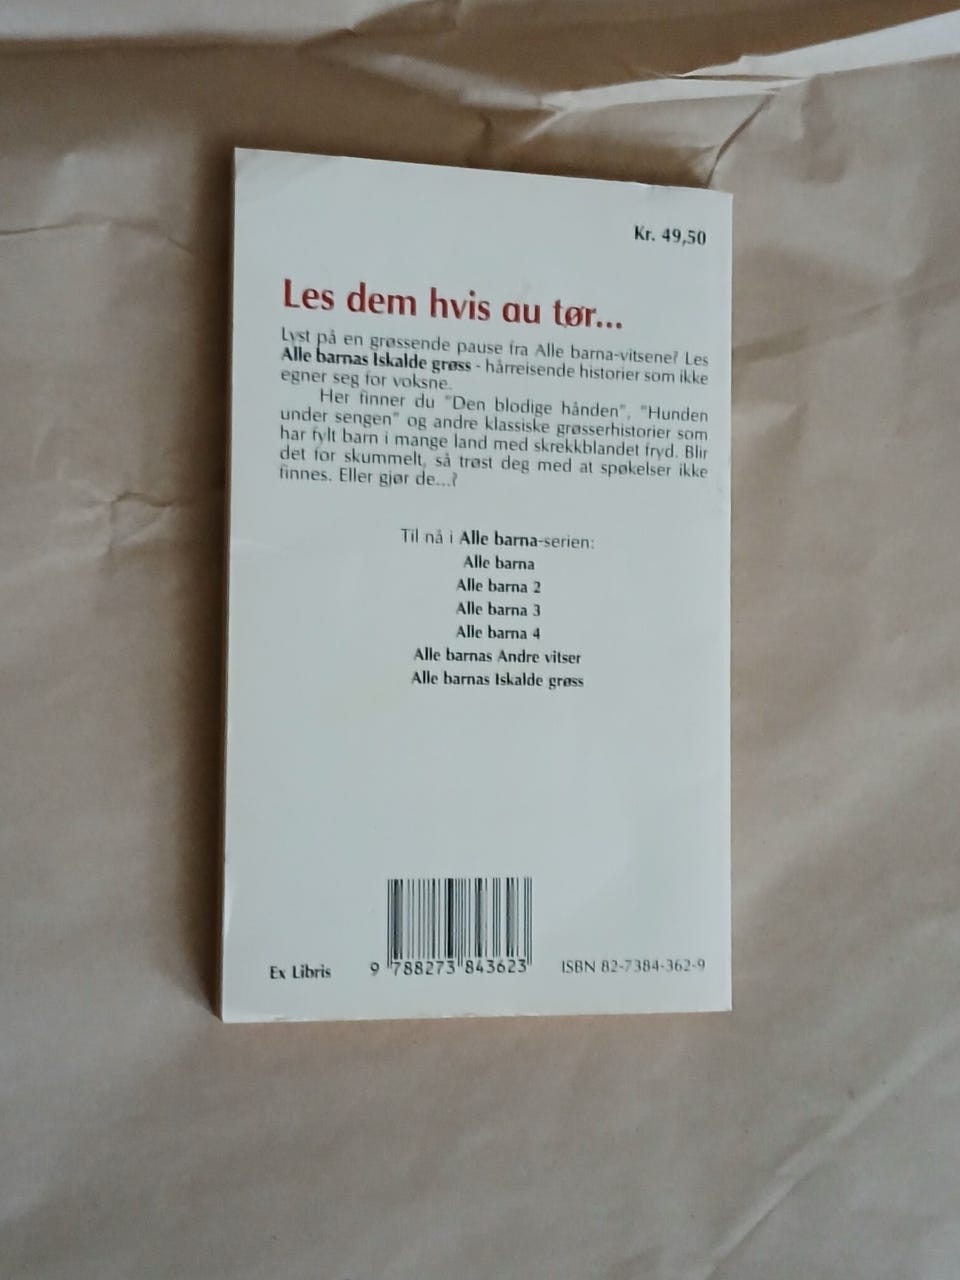 Kr. 49,50
Les dem hvis au tør...
Lyst på en grøssende pause fra Alle barna-vitsene? Les
Alle barnas Iskalde grøss - hårreisende historier som ikke
egner seg for voksne.
Her finner du "Den blodige hånden", "Hunden
under sengen" og andre klassiske grøsserhistorier som
har fylt barn i mange land med skrekkblandet fryd. Blir
det for skummelt, så trøst deg med at spøkelser ikke
finnes. Eller gjør de...?
Til nå i Alle barna-serien:
Alle barna
Alle barna 2
Alle barna 3
Alle barna 4
Alle barnas Andre vitser
Alle barnas Iskalde grøss
Ex Libris
9 788273 843623
ISBN 82-7384-362-9